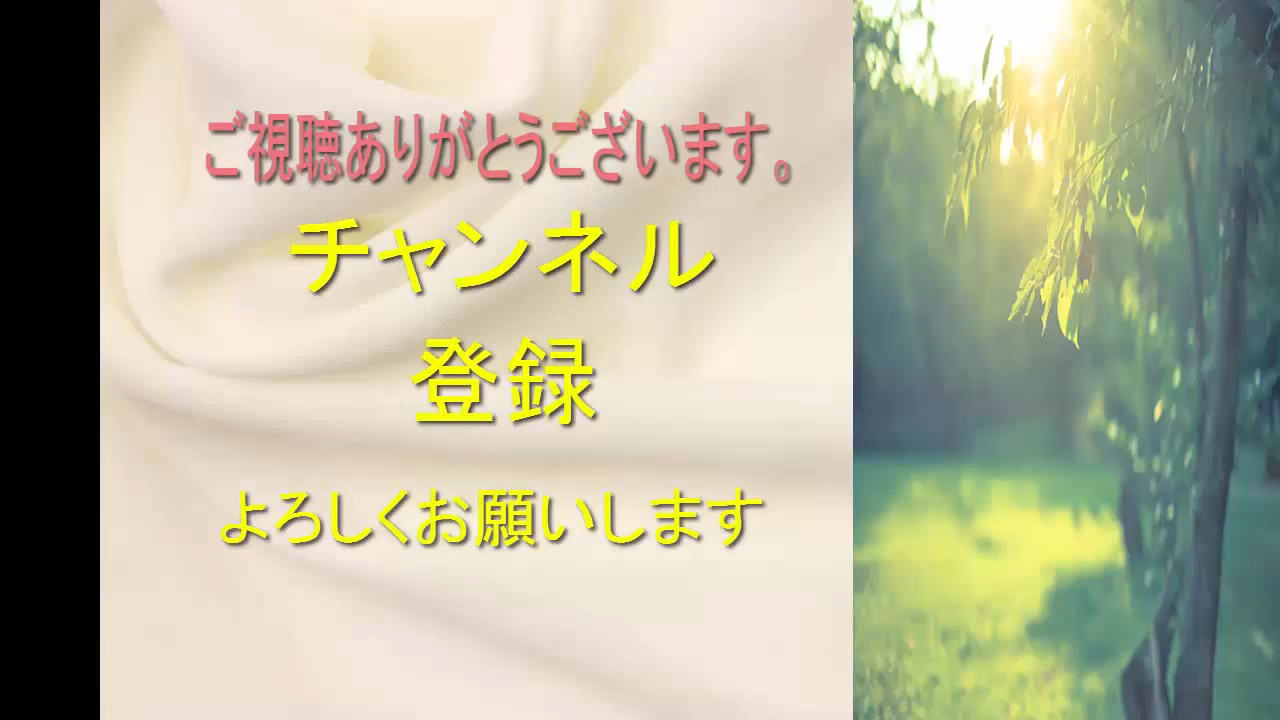 ご視聴ありがとうございます。
チャンネル
登録
よろしくお願いします